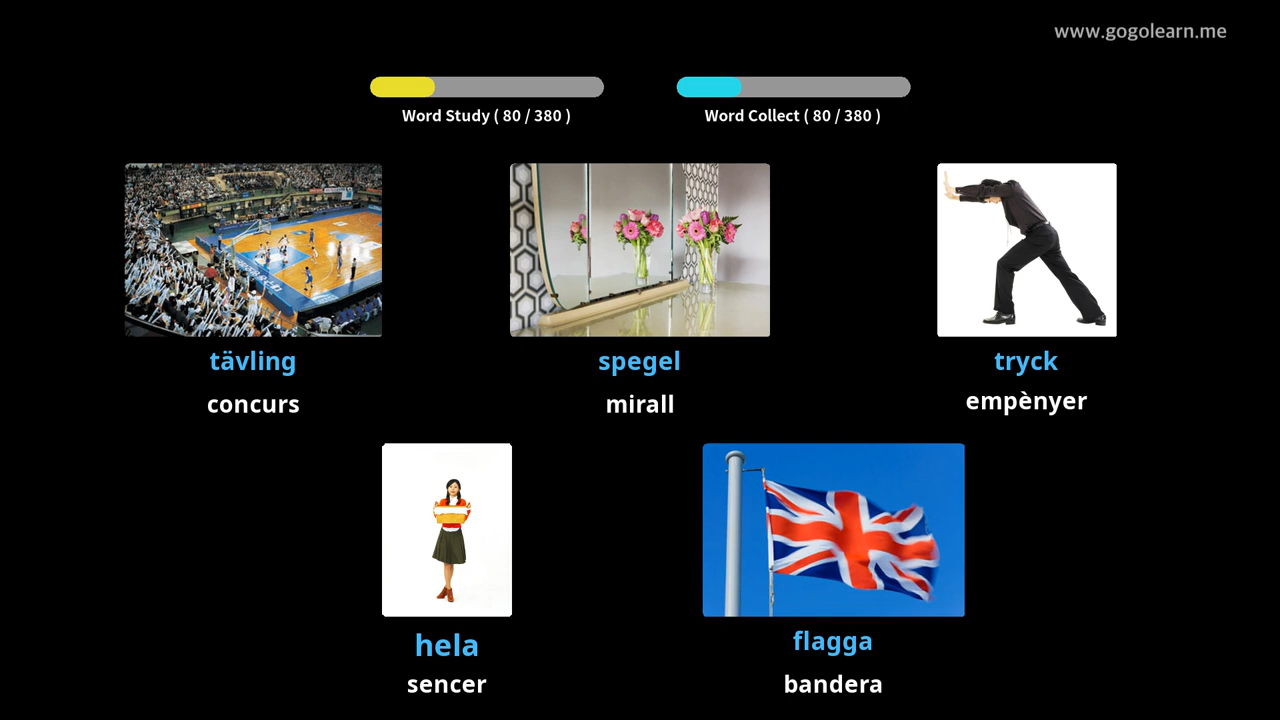 www.gogolearn.me
Word Study ( 80 / 380 )
Word Collect ( 80 / 380 )
tävling
concurs
spegel
mirall
tryck
empènyer
hela
sencer
flagga
bandera